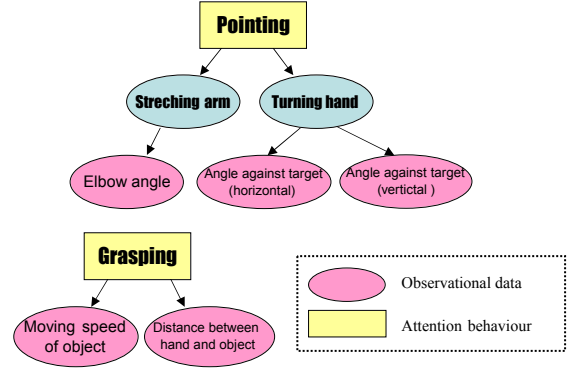 Pointing
Streching arm
Turning hand
Elbow angle
Angle against target
(horizontal)
Angle against target
(vertictal )
Grasping
Moving speed
of object
Distance between
hand and object
Observational data
Attention behaviour